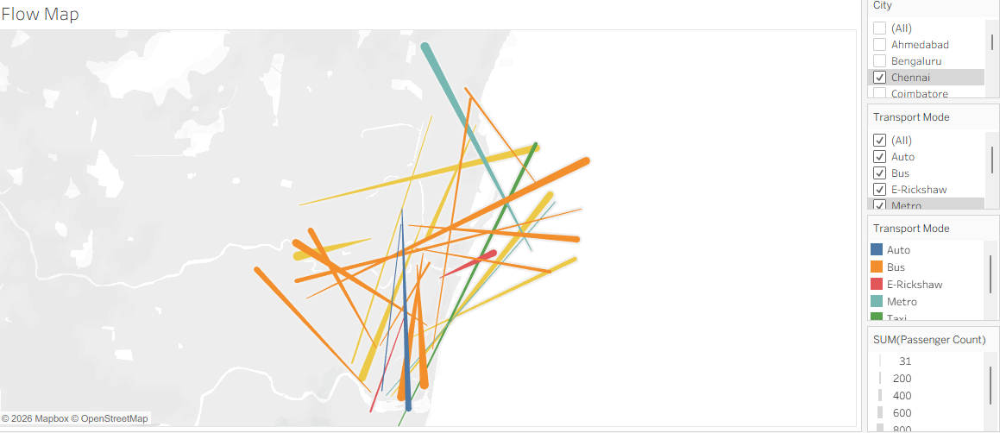 Flow Map
© 2026 Mapbox © OpenStreetMap
City
(All)
Ahmedabad
Bengaluru
Chennai
Coimbatore
Transport Mode
(All)
Auto
Bus
E-Rickshaw
Metro
Transport Mode
Auto
Bus
E-Rickshaw
Metro
Taxi
SUM(Passenger Count)
31
200
400
600
800